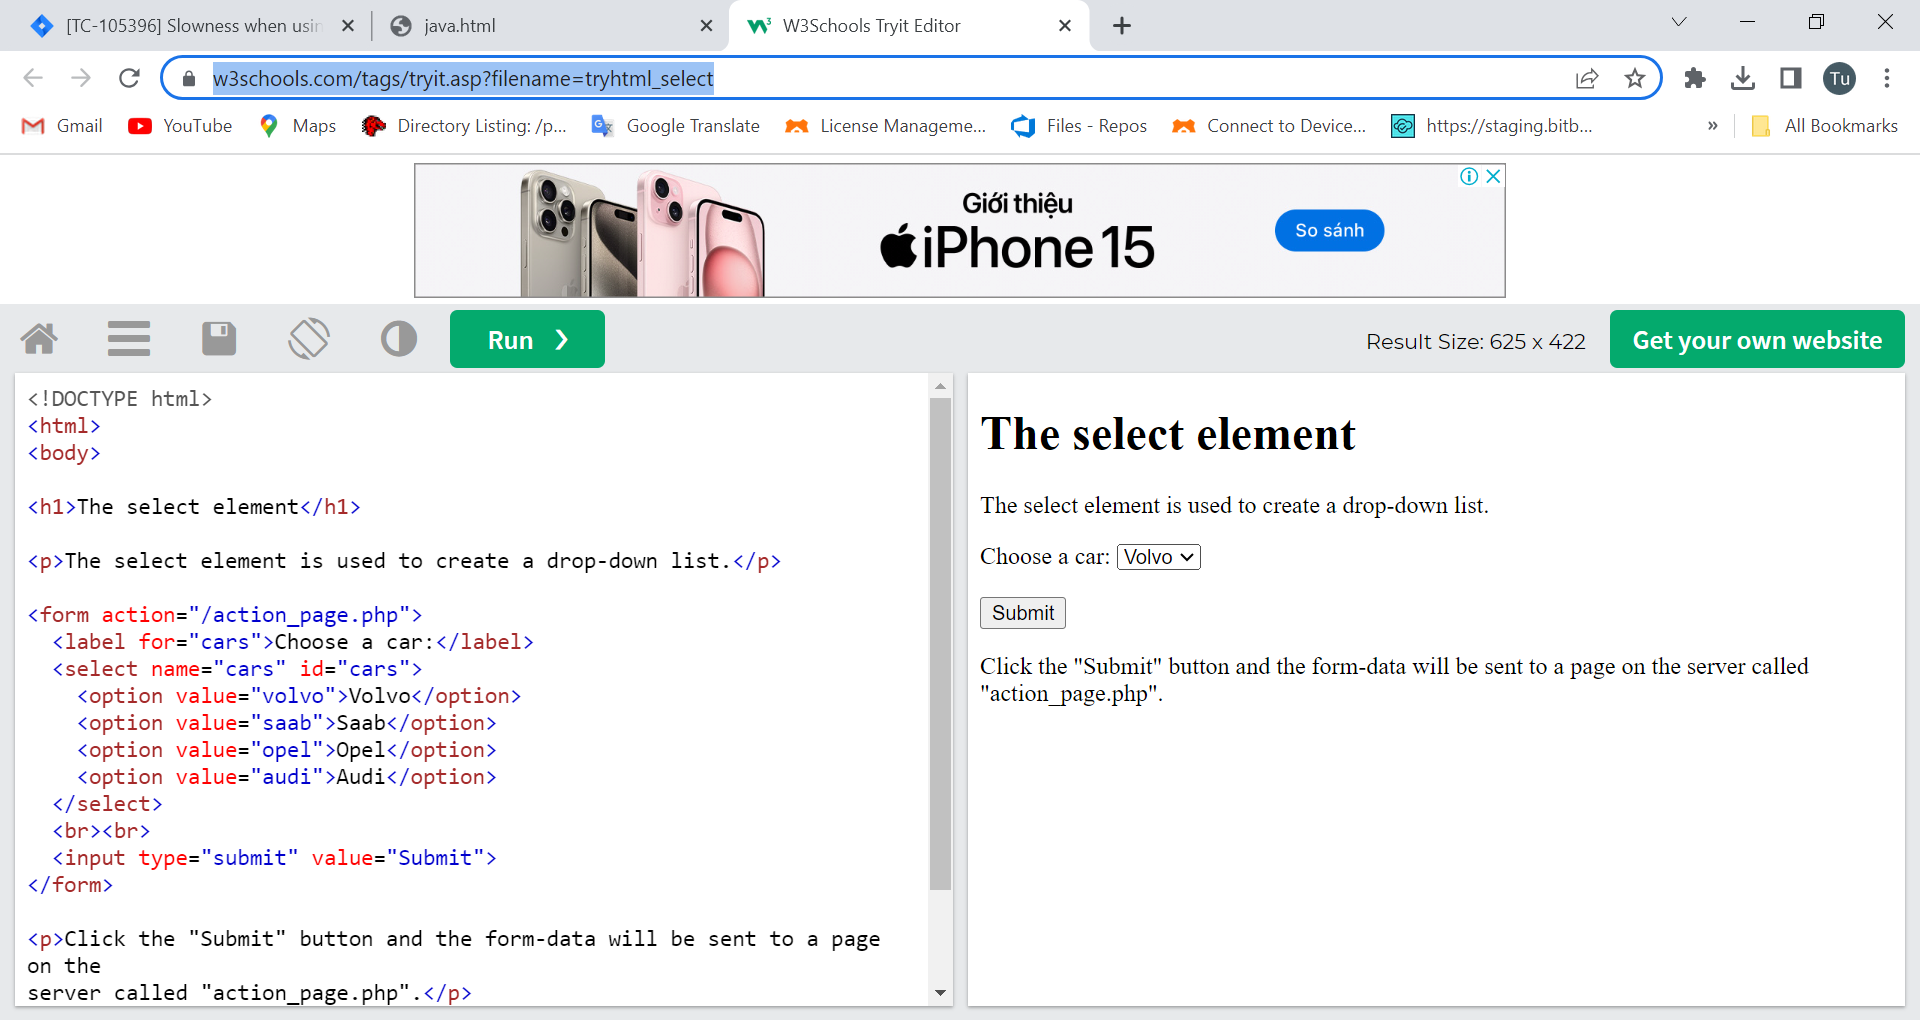 [TC-105396] Slowness when usin
java.html
W3Schools Tryit Editor
w3schools.com/tags/tryit.asp?filename=tryhtml_select
Tu
Gmail
YouTube
Maps
Directory Listing: /p...
Google Translate
License Manageme...
Files - Repos
Connect to Device...
https://staging.bitb...
»
All Bookmarks
Giới thiệu
iPhone 15
So sánh
Run ❯
Result Size: 625 x 422
Get your own website
<!DOCTYPE html>
<html>
<body>
<h1>The select element</h1>
<p>The select element is used to create a drop-down list.</p>
<form action="/action_page.php">
<label for="cars">Choose a car:</label>
<select name="cars" id="cars">
<option value="volvo">Volvo</option>
<option value="saab">Saab</option>
<option value="opel">Opel</option>
<option value="audi">Audi</option>
</select>
<br><br>
<input type="submit" value="Submit">
</form>
<p>Click the "Submit" button and the form-data will be sent to a page
on the
server called "action_page.php".</p>
The select element
The select element is used to create a drop-down list.
Choose a car: Volvo
Submit
Click the "Submit" button and the form-data will be sent to a page on the server called
"action_page.php".